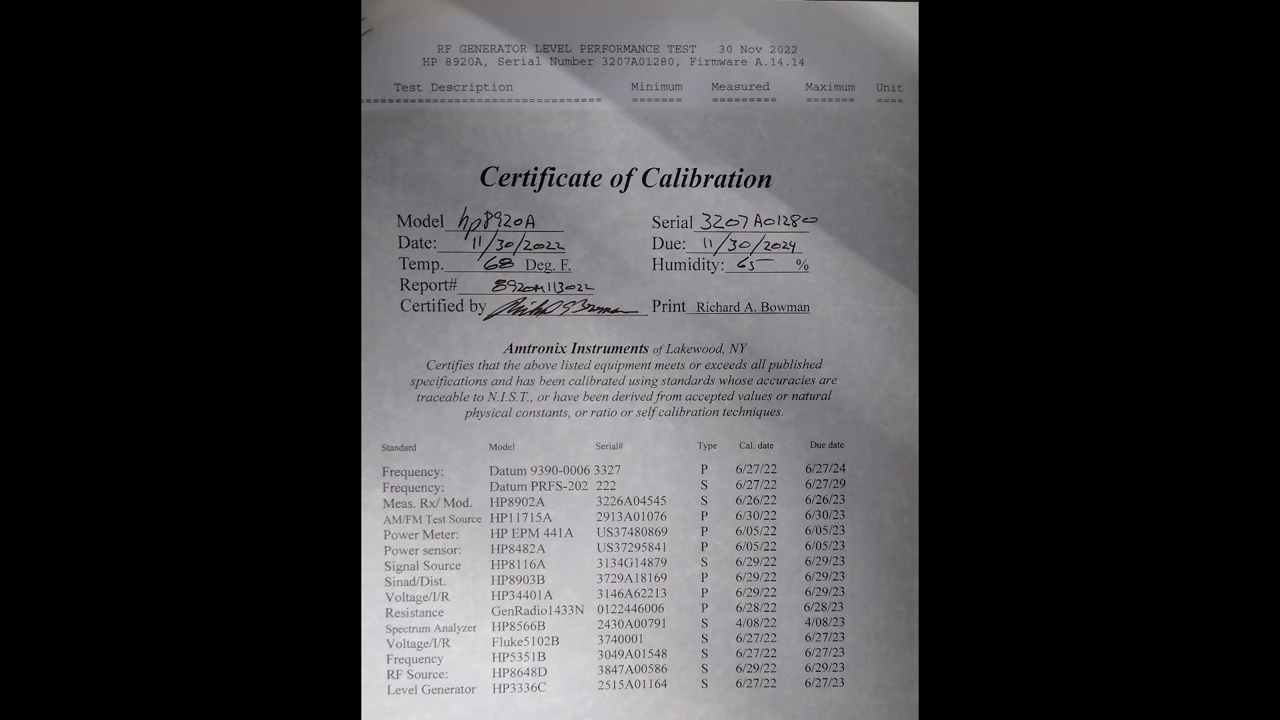 RF GENERATOR LEVEL PERFORMANCE TEST 30 Nov 2022
HP 8920A, Serial Number 3207A01280, Firmware A.14.14
Test Description Minimum Measured Maximum Unit
Certificate of Calibration
Model hp8920A Serial 3207A01280
Date: 11/30/2022 Due: 11/30/2024
Temp. 68 Deg. F. Humidity: 65 %
Report# 8920A113022
Certified by Print Richard A. Bowman
Amtronix Instruments of Lakewood, NY
Certifies that the above listed equipment meets or exceeds all published
specifications and has been calibrated using standards whose accuracies are
traceable to N.I.S.T., or have been derived from accepted values or natural
physical constants, or ratio or self calibration techniques.
Standard Model Serial# Type Cal. date Due date
Frequency: Datum 9390-0006 3327 P 6/27/22 6/27/24
Frequency: Datum PRFS-202 222 S 6/27/22 6/27/29
Meas. Rx/ Mod. HP8902A 3226A04545 S 6/26/22 6/26/23
AM/FM Test Source HP11715A 2913A01076 P 6/30/22 6/30/23
Power Meter: HP EPM 441A US37480869 P 6/05/22 6/05/23
Power sensor: HP8482A US37295841 P 6/05/22 6/05/23
Signal Source HP8116A 3134G14879 S 6/29/22 6/29/23
Sinad/Dist. HP8903B 3729A18169 P 6/29/22 6/29/23
Voltage/I/R HP34401A 3146A62213 P 6/29/22 6/29/23
Resistance GenRadio1433N 0122446006 P 6/28/22 6/28/23
Spectrum Analyzer HP8566B 2430A00791 S 4/08/22 4/08/23
Voltage/I/R Fluke5102B 3740001 S 6/27/22 6/27/23
Frequency HP5351B 3049A01548 S 6/27/22 6/27/23
RF Source: HP8648D 3847A00586 S 6/29/22 6/29/23
Level Generator HP3336C 2515A01164 S 6/27/22 6/27/23